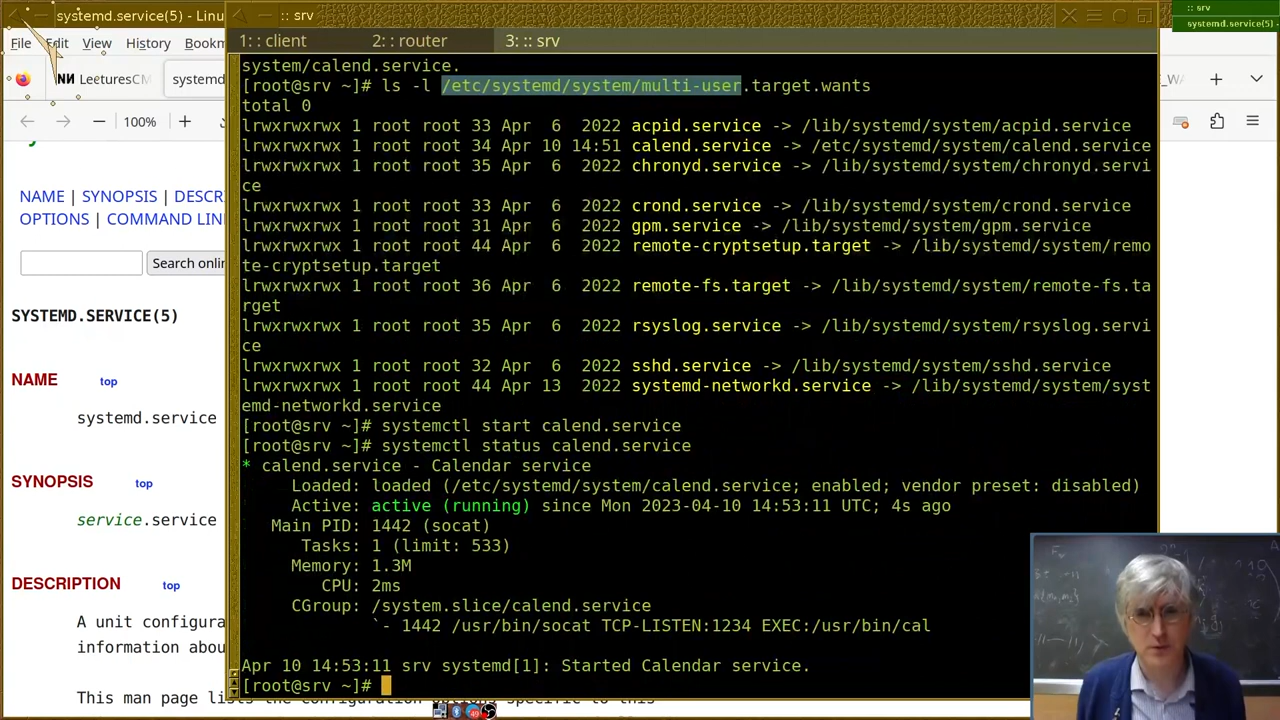 systemd.service(5) - Linu
:: srv
:: srv
systemd.service(5) -
File Edit View History Bookm
1:: client
2:: router
3:: srv
LeeturesCM
systemd
100%
NAME | SYNOPSIS | DESCR
OPTIONS | COMMAND LIN
Search onlin
SYSTEMD.SERVICE(5)
NAME top
systemd.service
SYNOPSIS top
service.service
DESCRIPTION top
A unit configura
information abou
This man page lists the configuration options specific to this
system/calend.service.
[root@srv ~]# ls -l /etc/systemd/system/multi-user.target.wants
total 0
lrwxrwxrwx 1 root root 33 Apr  6  2022 acpid.service -> /lib/systemd/system/acpid.service
lrwxrwxrwx 1 root root 34 Apr 10 14:51 calend.service -> /etc/systemd/system/calend.service
lrwxrwxrwx 1 root root 35 Apr  6  2022 chronyd.service -> /lib/systemd/system/chronyd.servi
ce
lrwxrwxrwx 1 root root 33 Apr  6  2022 crond.service -> /lib/systemd/system/crond.service
lrwxrwxrwx 1 root root 31 Apr  6  2022 gpm.service -> /lib/systemd/system/gpm.service
lrwxrwxrwx 1 root root 44 Apr  6  2022 remote-cryptsetup.target -> /lib/systemd/system/remo
te-cryptsetup.target
lrwxrwxrwx 1 root root 36 Apr  6  2022 remote-fs.target -> /lib/systemd/system/remote-fs.ta
rget
lrwxrwxrwx 1 root root 35 Apr  6  2022 rsyslog.service -> /lib/systemd/system/rsyslog.servi
ce
lrwxrwxrwx 1 root root 32 Apr  6  2022 sshd.service -> /lib/systemd/system/sshd.service
lrwxrwxrwx 1 root root 44 Apr 13  2022 systemd-networkd.service -> /lib/systemd/system/syst
emd-networkd.service
[root@srv ~]# systemctl start calend.service
[root@srv ~]# systemctl status calend.service
* calend.service - Calendar service
Loaded: loaded (/etc/systemd/system/calend.service; enabled; vendor preset: disabled)
Active: active (running) since Mon 2023-04-10 14:53:11 UTC; 4s ago
Main PID: 1442 (socat)
Tasks: 1 (limit: 533)
Memory: 1.3M
CPU: 2ms
CGroup: /system.slice/calend.service
`- 1442 /usr/bin/socat TCP-LISTEN:1234 EXEC:/usr/bin/cal
Apr 10 14:53:11 srv systemd[1]: Started Calendar service.
[root@srv ~]#